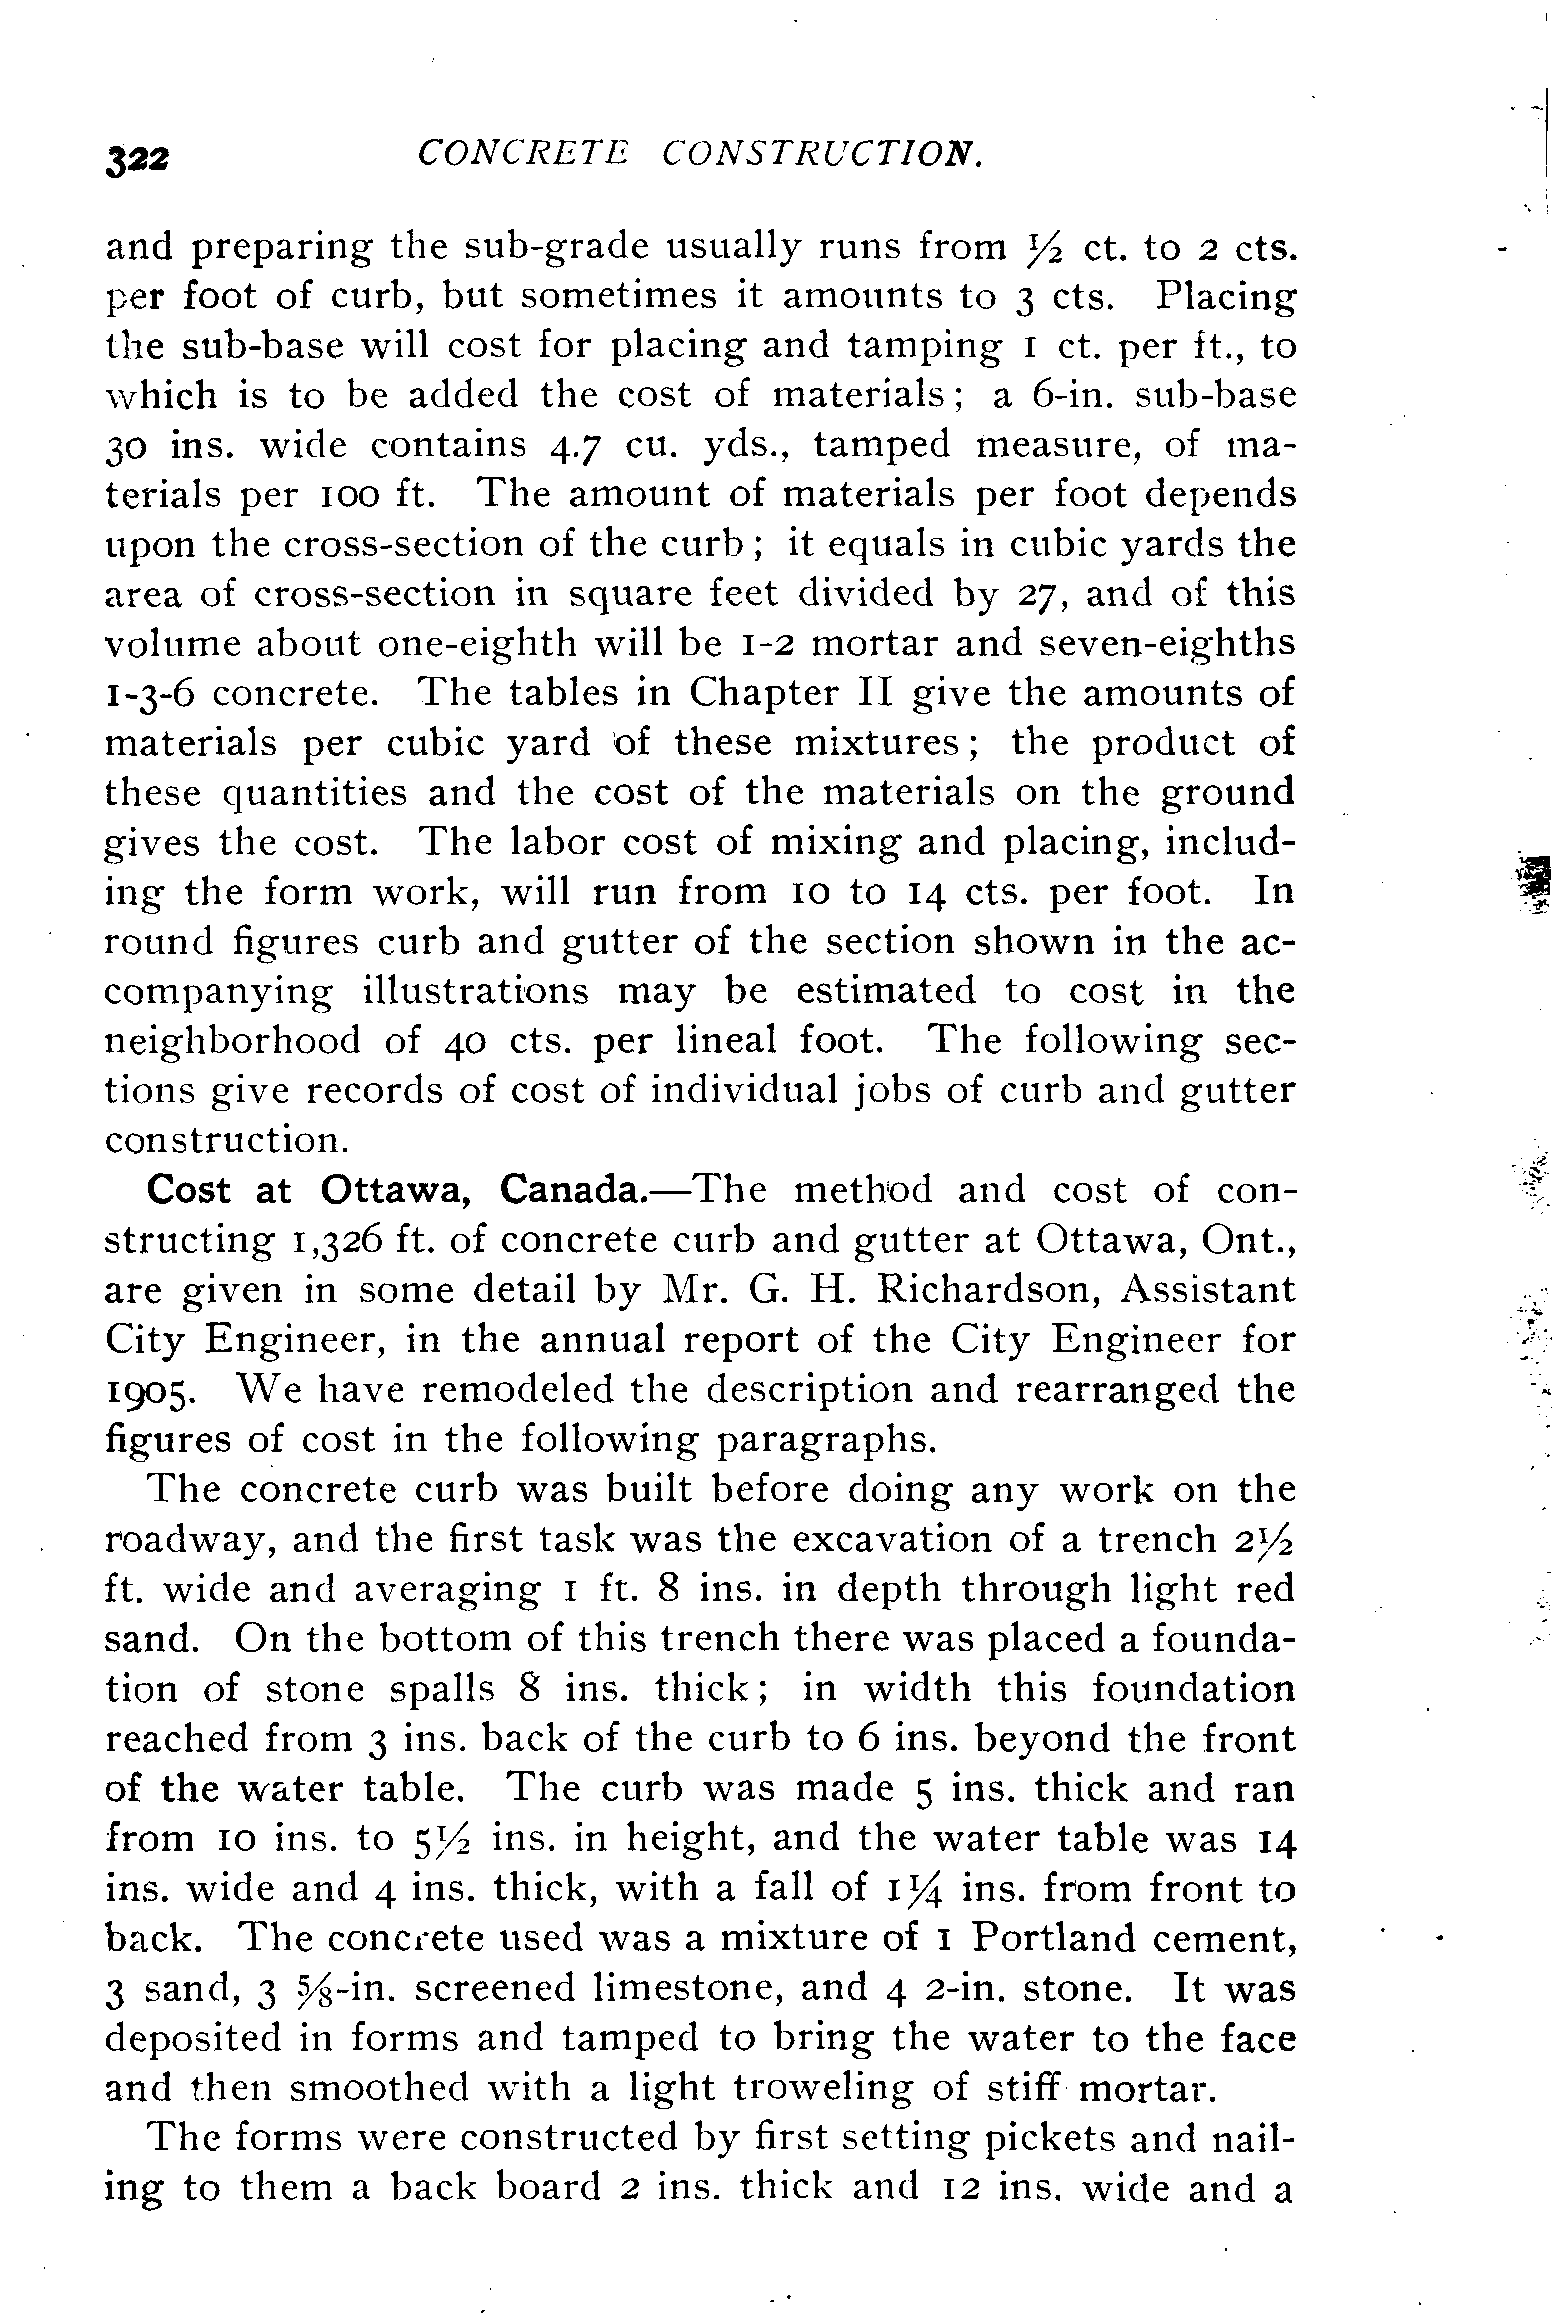 322 CONCRETE CONSTRUCTION.
and preparing the sub-grade usually runs from ½ ct. to 2 cts.
per foot of curb, but sometimes it amounts to 3 cts. Placing
the sub-base will cost for placing and tamping 1 ct. per ft., to
which is to be added the cost of materials; a 6-in. sub-base
30 ins. wide contains 4.7 cu. yds., tamped measure, of ma-
terials per 100 ft. The amount of materials per foot depends
upon the cross-section of the curb; it equals in cubic yards the
area of cross-section in square feet divided by 27, and of this
volume about one-eighth will be 1-2 mortar and seven-eighths
1-3-6 concrete. The tables in Chapter II give the amounts of
materials per cubic yard of these mixtures; the product of
these quantities and the cost of the materials on the ground
gives the cost. The labor cost of mixing and placing, includ-
ing the form work, will run from 10 to 14 cts. per foot. In
round figures curb and gutter of the section shown in the ac-
companying illustrations may be estimated to cost in the
neighborhood of 40 cts. per lineal foot. The following sec-
tions give records of cost of individual jobs of curb and gutter
construction.
Cost at Ottawa, Canada.—The method and cost of con-
structing 1,326 ft. of concrete curb and gutter at Ottawa, Ont.,
are given in some detail by Mr. G. H. Richardson, Assistant
City Engineer, in the annual report of the City Engineer for
1905. We have remodeled the description and rearranged the
figures of cost in the following paragraphs.
The concrete curb was built before doing any work on the
roadway, and the first task was the excavation of a trench 2½
ft. wide and averaging 1 ft. 8 ins. in depth through light red
sand. On the bottom of this trench there was placed a founda-
tion of stone spalls 8 ins. thick; in width this foundation
reached from 3 ins. back of the curb to 6 ins. beyond the front
of the water table. The curb was made 5 ins. thick and ran
from 10 ins. to 5½ ins. in height, and the water table was 14
ins. wide and 4 ins. thick, with a fall of 1¼ ins. from front to
back. The concrete used was a mixture of 1 Portland cement,
3 sand, 3 ⅝-in. screened limestone, and 4 2-in. stone. It was
deposited in forms and tamped to bring the water to the face
and then smoothed with a light troweling of stiff mortar.
The forms were constructed by first setting pickets and nail-
ing to them a back board 2 ins. thick and 12 ins. wide and a